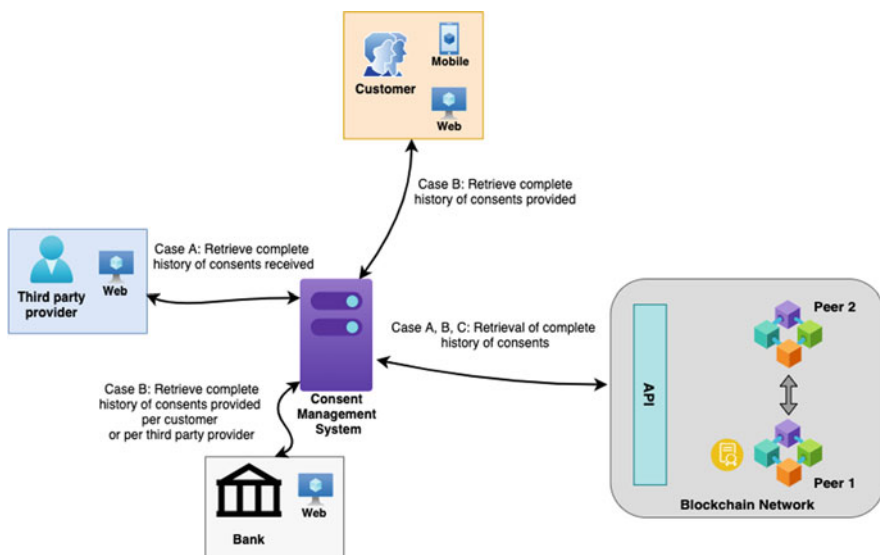 Mobile
Customer
Web
Case B: Retrieve complete
history of consents provided
Case A: Retrieve complete
history of consents received
Web
Third party
provider
Case A, B, C: Retrieval of complete
history of consents
Peer 2
API
Case B: Retrieve complete
history of consents provided
per customer
or per third party provider
Consent
Management
System
Peer 1
Blockchain Network
Web
Bank